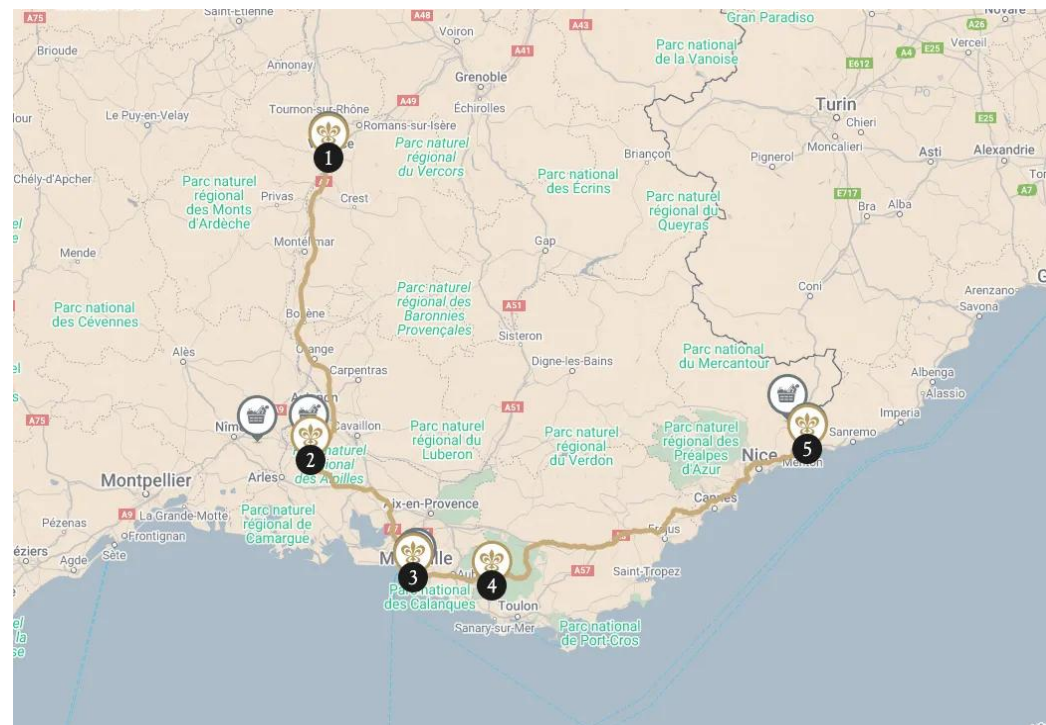 A75
Saint-Étienne
A48
Voiron
A43
Gran Paradiso
Novare
A26
Brioude
Annonay
A41
Parc national
de la Vanoise
E612
A4
E25
Verceil
Grenoble
Échirolles
Le Puy-en-Velay
Tournon-sur-Rhône
A49
Romans-sur-Isère
Turin
Chieri
E25
Moncalieri
Pignerol
Asti
Alexandrie
1
Parc naturel
régional
du Vercors
Briançon
Chély-d'Apcher
Parc naturel
régional
des Monts
d'Ardèche
A7
Privas
Crest
Parc national
des Écrins
Parc naturel
régional du
Queyras
E717
Bra
Alba
A7
Mende
Gap
Parc naturel
régional des
Baronnies
Provençales
A51
Coni
Arenzano
Savona
Parc national
des Cévennes
Sisteron
Alès
Orange
Carpentras
Digne-les-Bains
Parc national
du Mercantour
Albenga
Alassio
A75
A9
A51
Imperia
Cavaillon
Parc naturel
régional du
Luberon
Parc naturel
régional
du Verdon
Parc naturel
régional des
Préalpes
d'Azur
Nice
5
Menton
Sanremo
2
Arles
Montpellier
A9
La Grande-Motte
Frontignan
Pézenas
Agde
Sète
Parc naturel
régional de
Camargue
Aix-en-Provence
Cannes
A7
3
4
A57
Saint-Tropez
Parc national
des Calanques
Toulon
Sanary-sur-Mer
Parc national
de Port-Cros